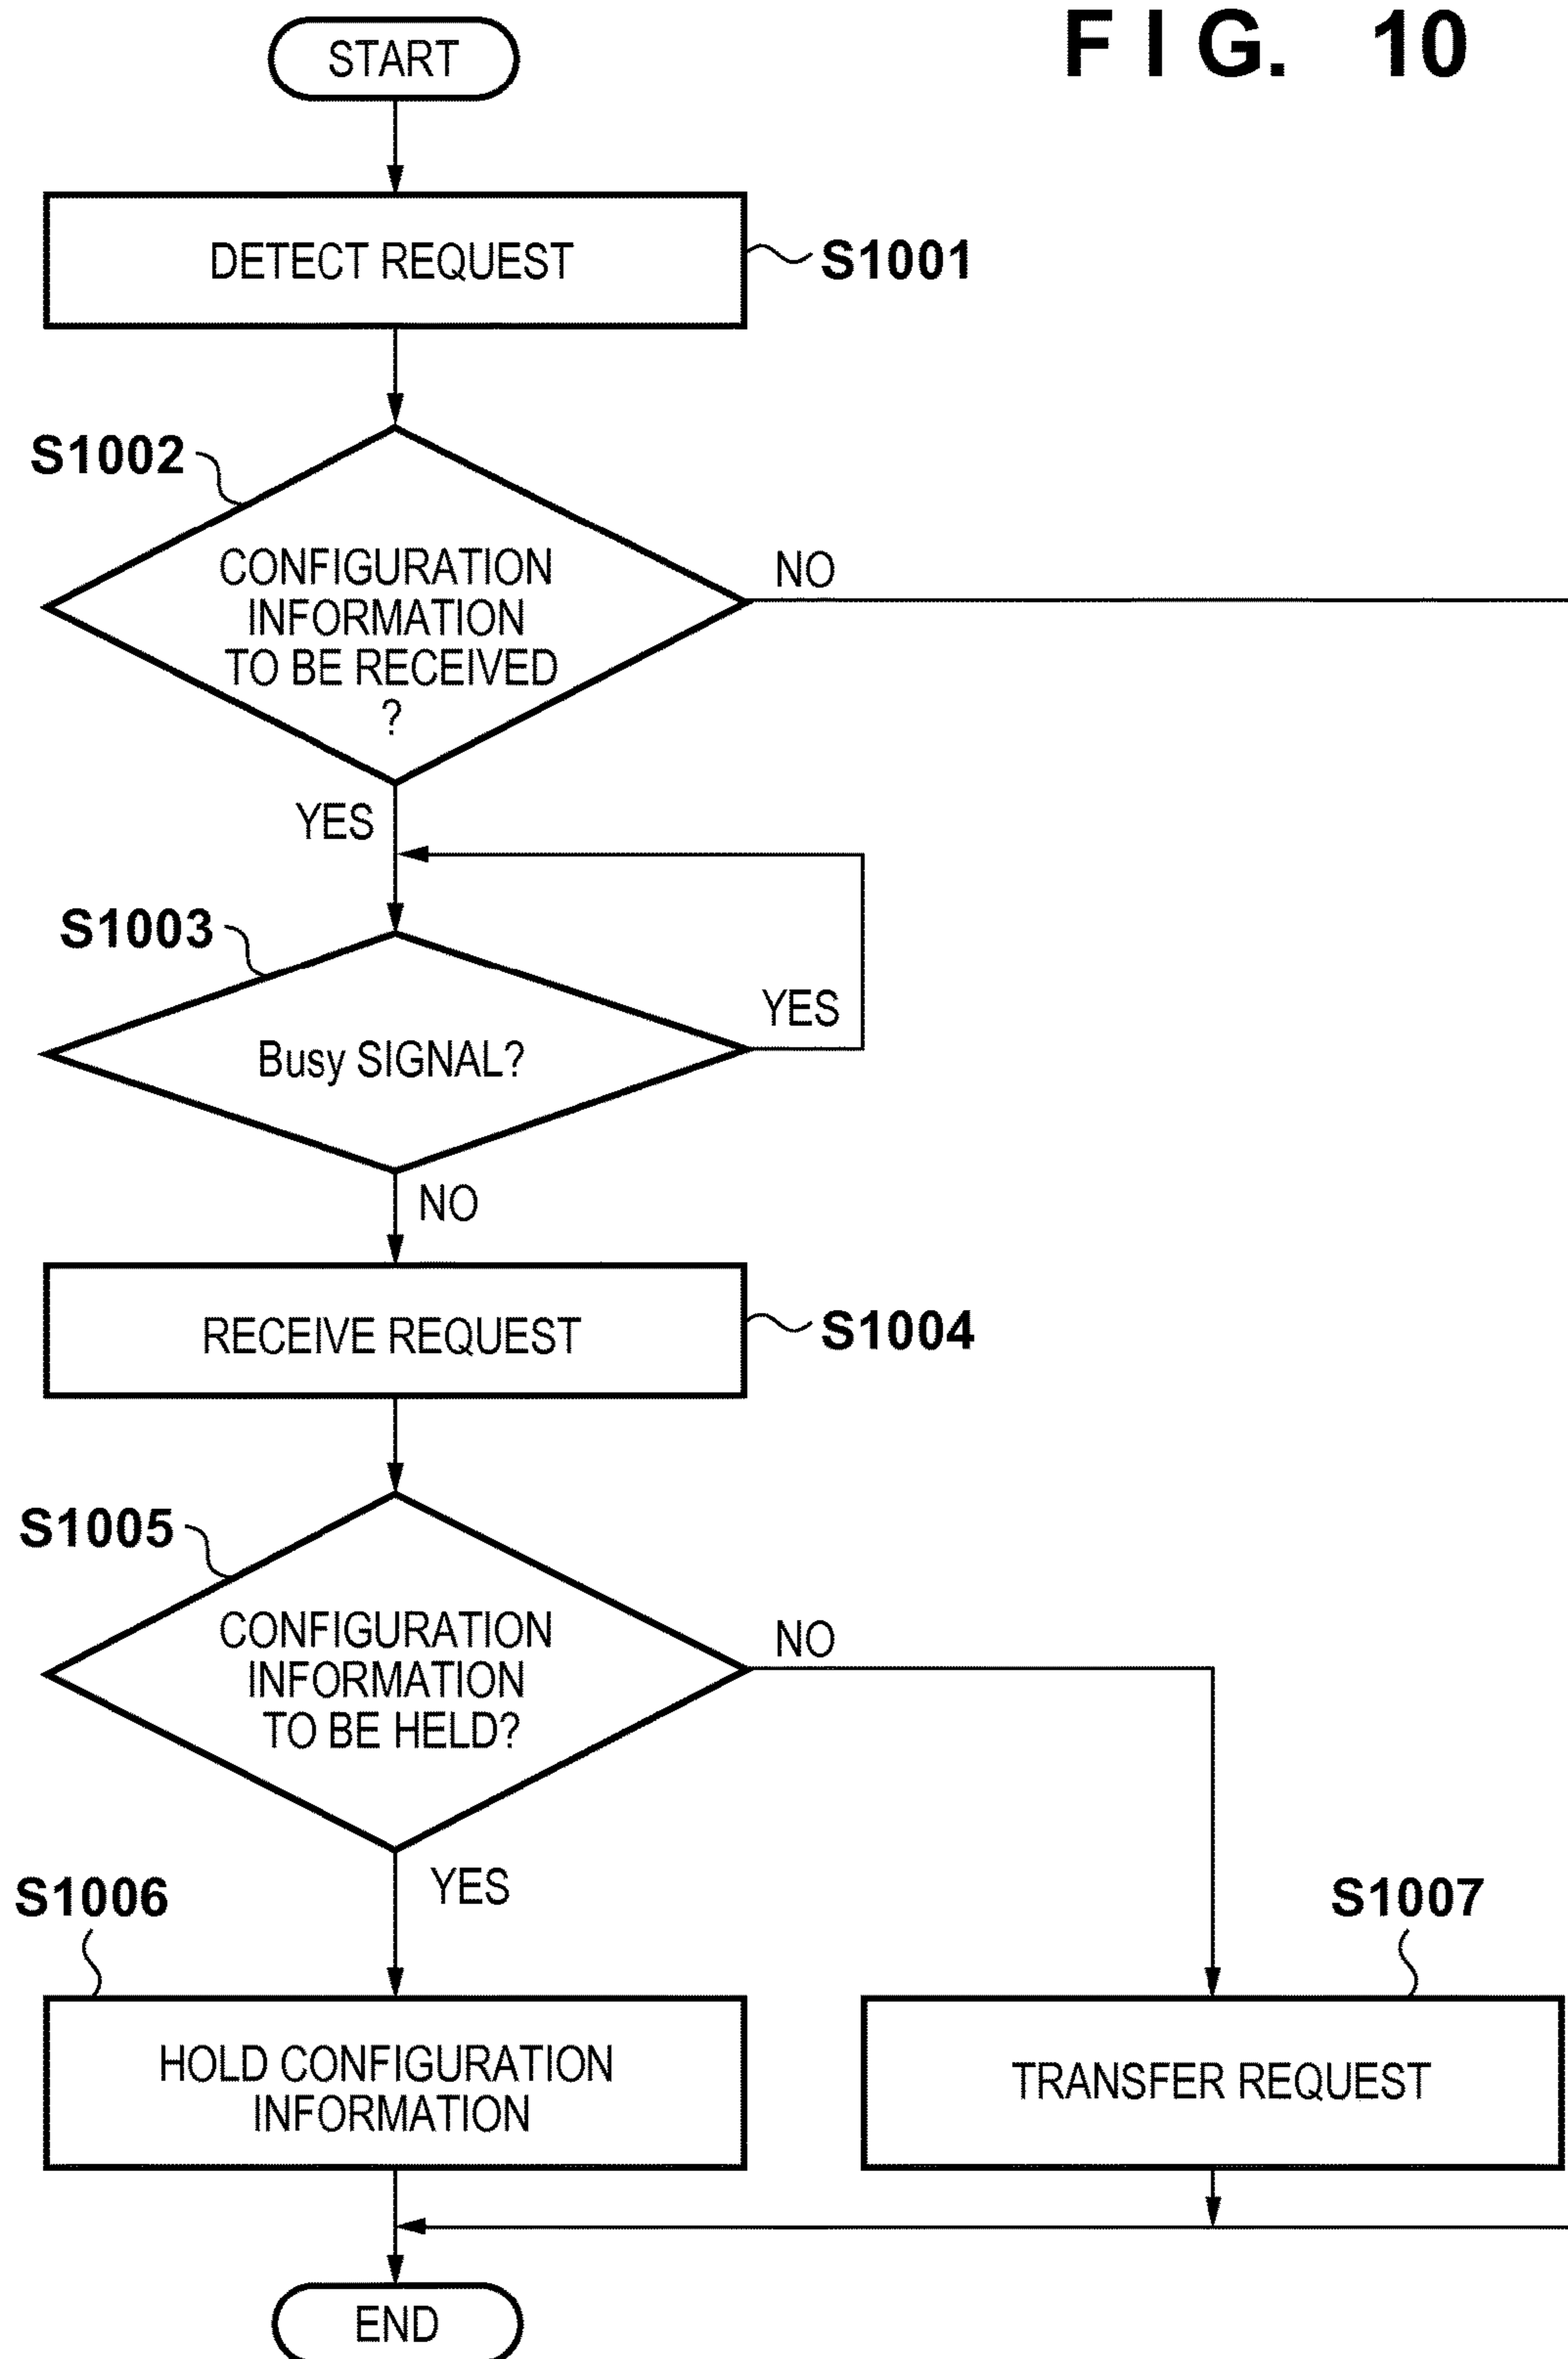 FIG. 10
START
DETECT REQUEST
S1001
S1002
CONFIGURATION
INFORMATION
TO BE RECEIVED
?
NO
YES
S1003
Busy SIGNAL?
YES
NO
RECEIVE REQUEST
S1004
S1005
CONFIGURATION
INFORMATION
TO BE HELD?
NO
YES
S1006
HOLD CONFIGURATION
INFORMATION
S1007
TRANSFER REQUEST
END